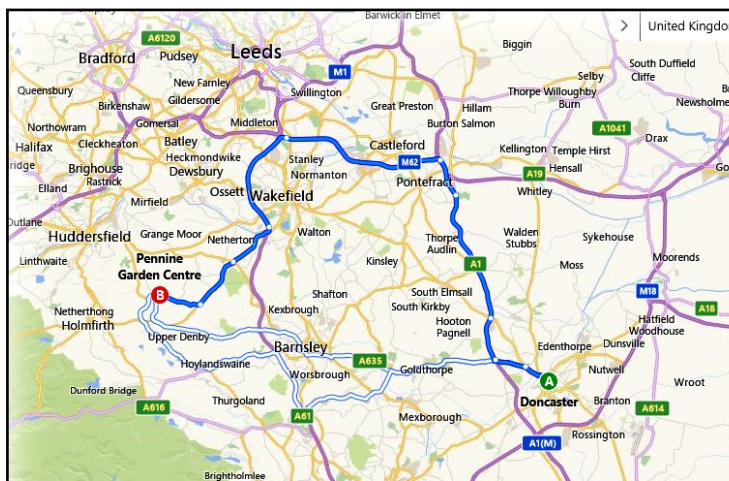 United Kingdom
A6120
Leeds
Barwick in Elmet
Biggin
Bradford
Pudsey
M1
Selby
South Duffield
Cliffe
Queensbury
New Farnley
Swillington
Thorpe Willoughby
Burn
Newsholme
Birkenshaw
Gildersome
Great Preston
Hillam
Northowram
Gomersal
Middleton
Burton Salmon
A1041
Drax
Halifax
Cleckheaton
Batley
Castleford
Kellington
Temple Hirst
Heckmondwike
Stanley
M62
Hensall
Brighouse
Dewsbury
Normanton
A19
Elland
Rastrick
Ossett
Wakefield
Pontefract
Whitley
Outlane
Mirfield
Huddersfield
Grange Moor
Netherton
Walton
Thorpe
Audlin
Walden
Stubbs
Sykehouse
Linthwaite
Pennine
Garden Centre
Kinsley
A1
Moss
Moorends
B
Shafton
South Elmsall
M18
Netherthong
Kexbrough
South Kirkby
A18
Holmfirth
Hooton
Pagnell
Hatfield
Woodhouse
Upper Denby
Barnsley
Edenthorpe
Dunsville
Hoylandswaine
A635
Worsbrough
Goldthorpe
A
Nutwell
Dunford Bridge
Wroot
Thurgoland
Doncaster
Branton
A616
A61
Mexborough
A614
A1(M)
Rossington
Brightholmlee